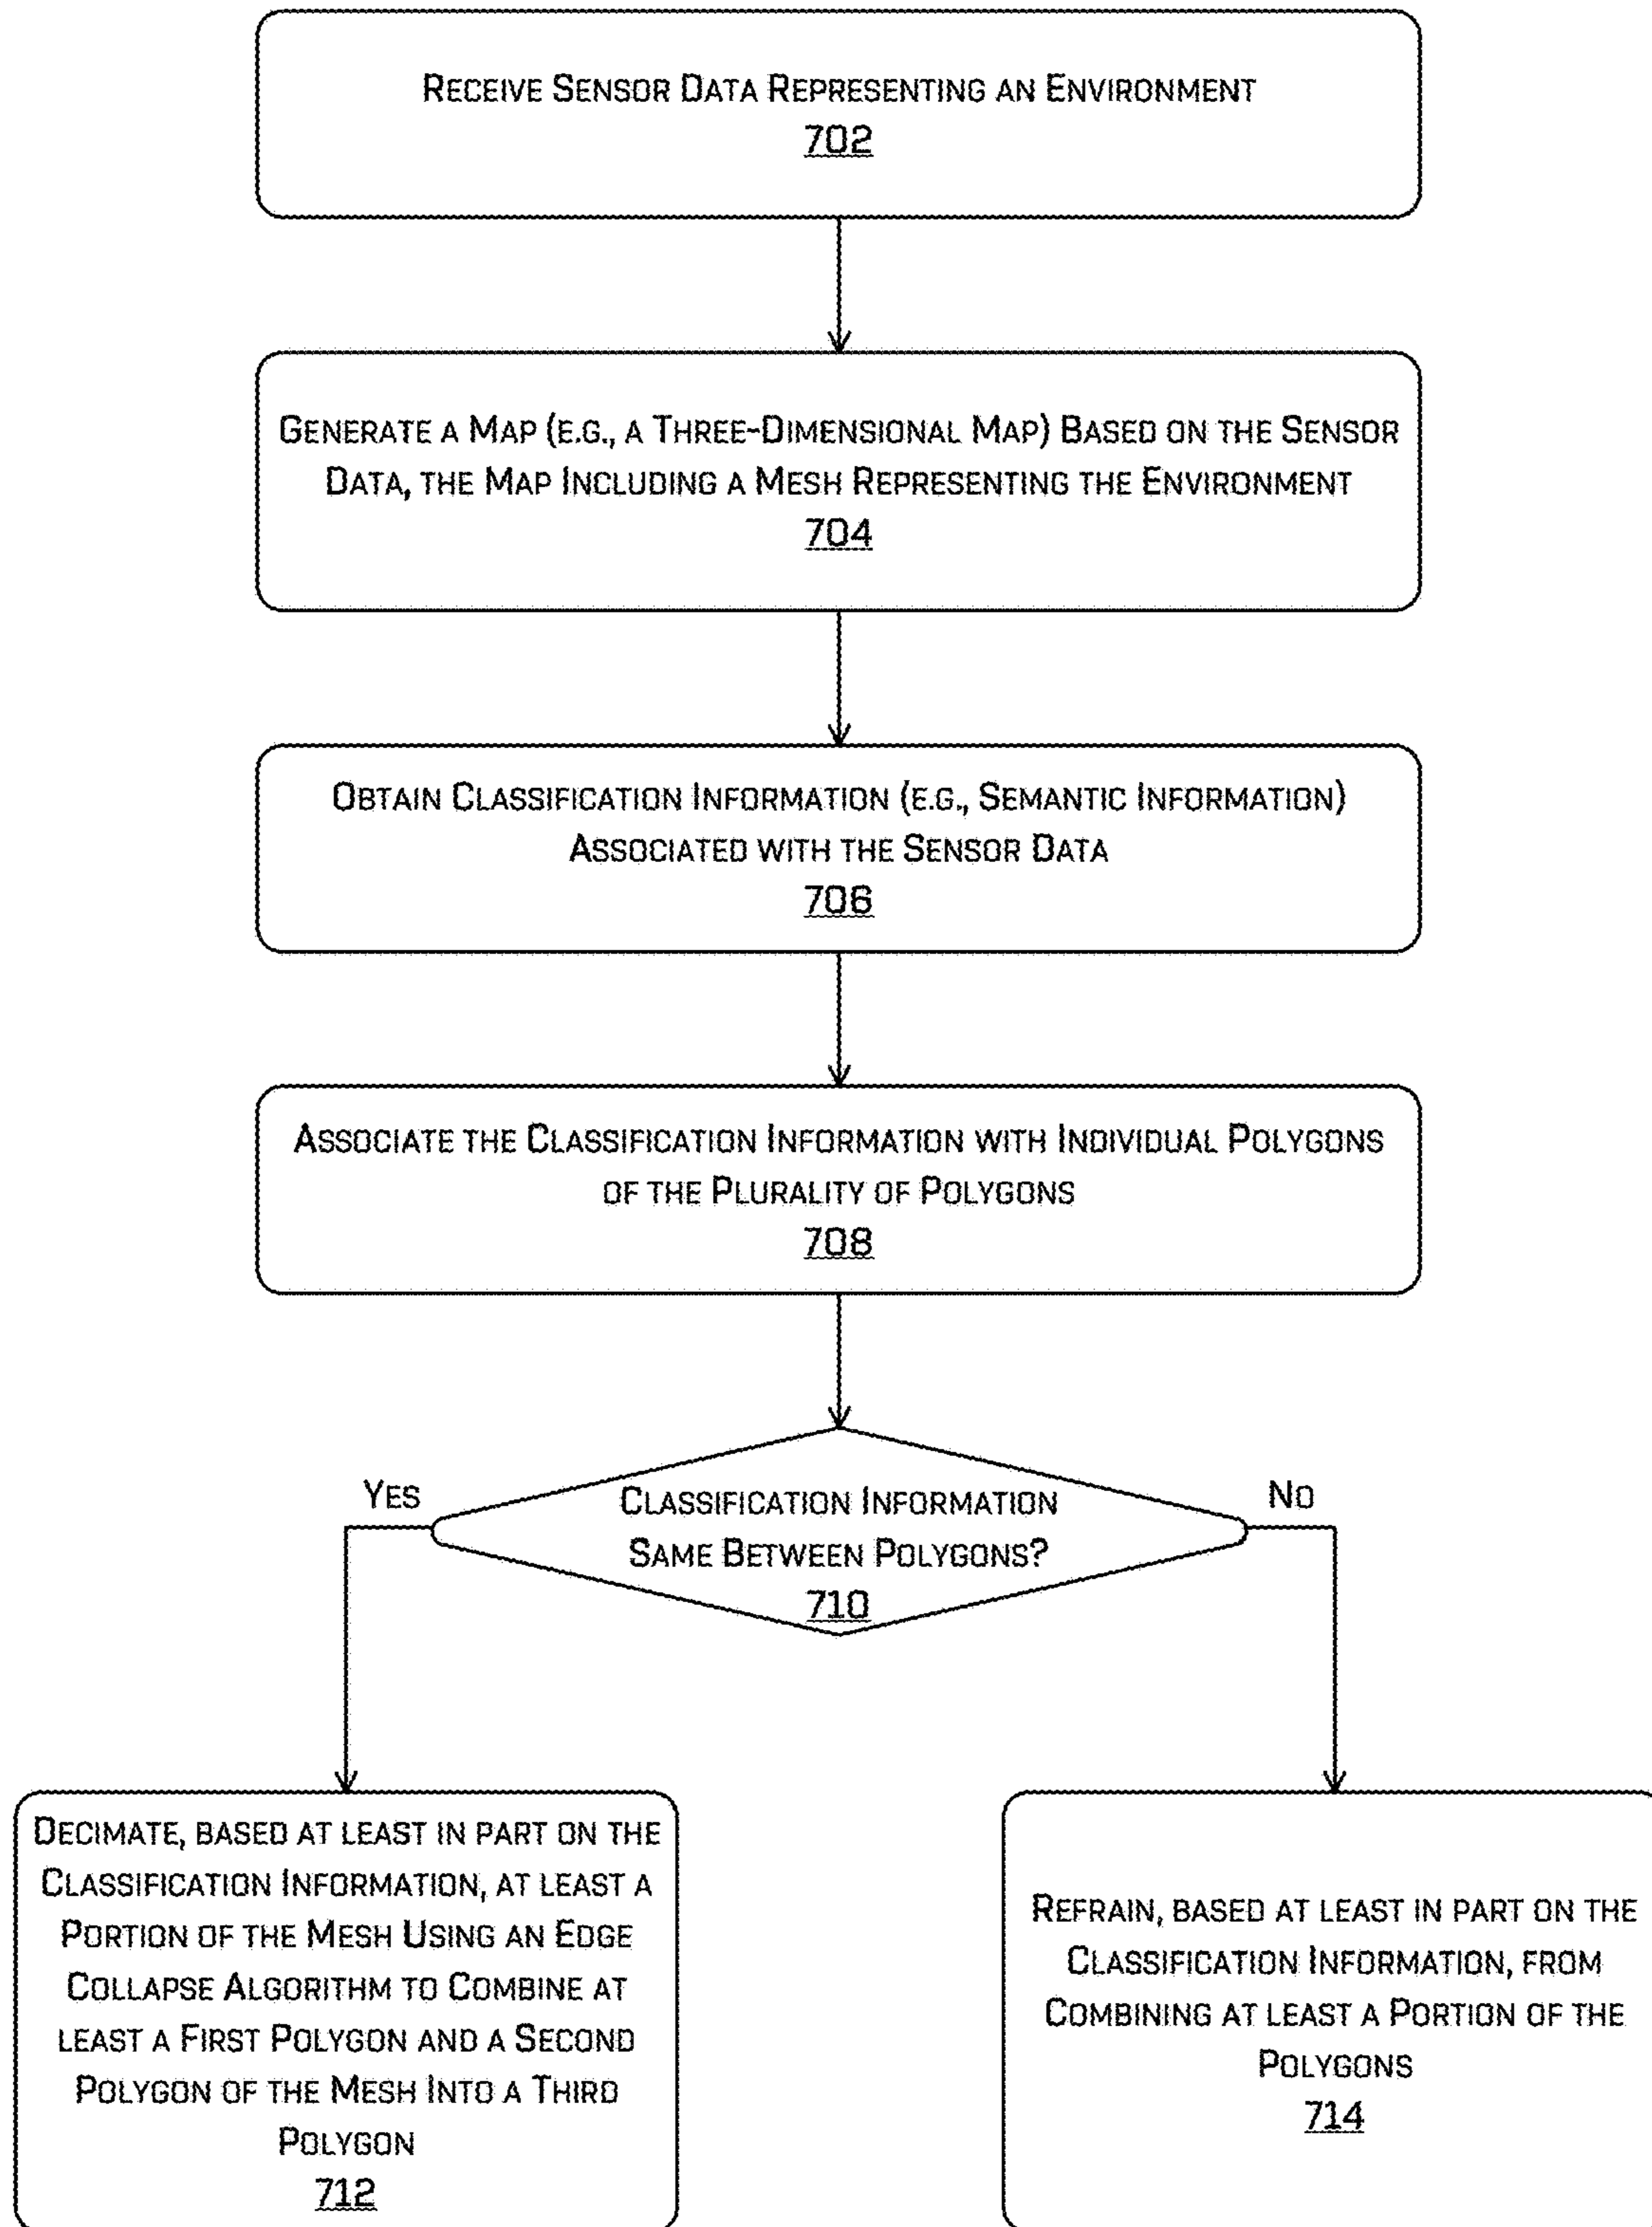 Receive Sensor Data Representing an Environment
702
Generate a Map (e.g., a Three-Dimensional Map) Based on the Sensor
Data, the Map Including a Mesh Representing the Environment
704
Obtain Classification Information (e.g., Semantic Information)
Associated with the Sensor Data
706
Associate the Classification Information with Individual Polygons
of the Plurality of Polygons
708
Yes
No
Classification Information
Same Between Polygons?
710
Decimate, based at least in part on the
Classification Information, at least a
Portion of the Mesh Using an Edge
Collapse Algorithm to Combine at
least a First Polygon and a Second
Polygon of the Mesh Into a Third
Polygon
712
Refrain, based at least in part on the
Classification Information, from
Combining at least a Portion of the
Polygons
714